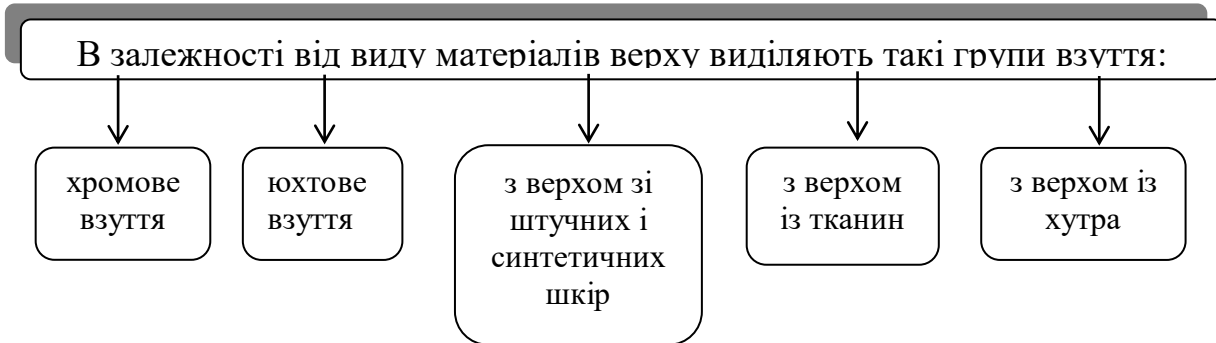 В залежності від виду матеріалів верху виділяють такі групи взуття:
хромове
взуття
юхтове
взуття
з верхом зі
штучних і
синтетичних
шкір
з верхом
із тканин
з верхом із
хутра